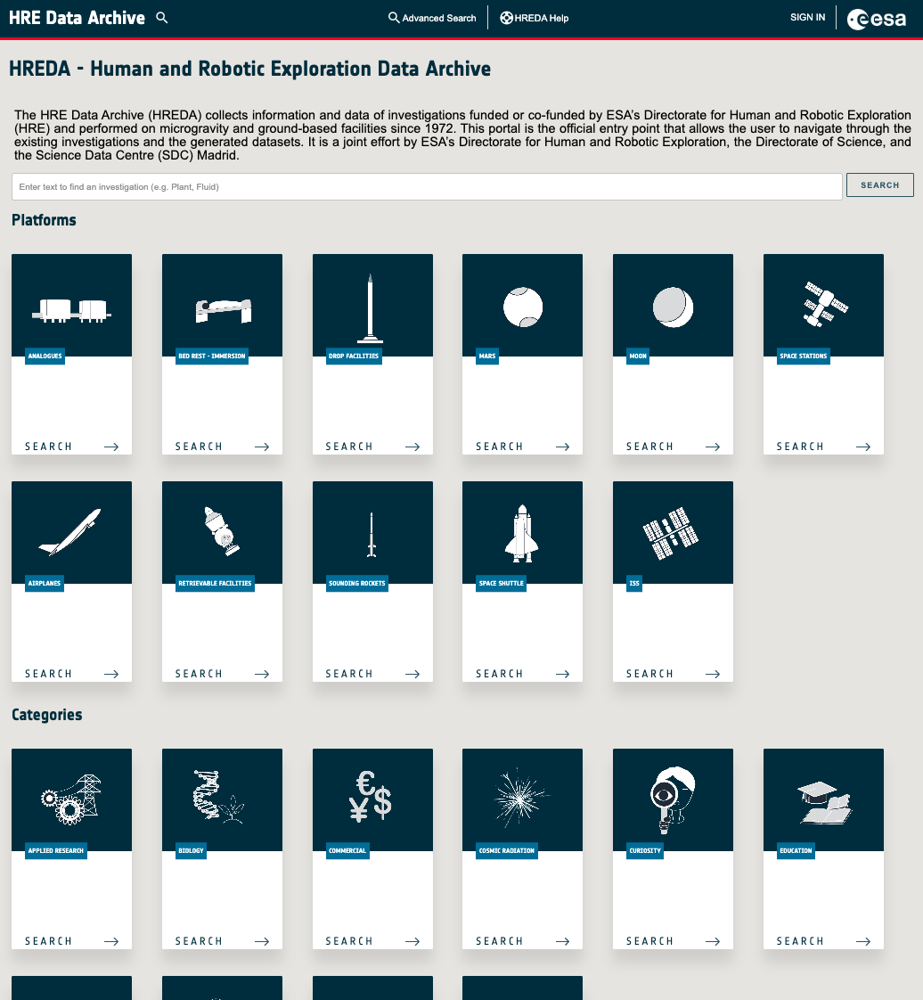 HRE Data Archive
Advanced Search
HREDA Help
SIGN IN
esa
HREDA - Human and Robotic Exploration Data Archive
The HRE Data Archive (HREDA) collects information and data of investigations funded or co-funded by ESA's Directorate for Human and Robotic Exploration
(HRE) and performed on microgravity and ground-based facilities since 1972. This portal is the official entry point that allows the user to navigate through the
existing investigations and the generated datasets. It is a joint effort by ESA's Directorate for Human and Robotic Exploration, the Directorate of Science, and
the Science Data Centre (SDC) Madrid.
Enter text to find an investigation (e.g. Plant, Fluid)
SEARCH
Platforms
ANALOGUES
BED REST - IMMERSION
DROP FACILITIES
MARS
MOON
SPACE STATIONS
SEARCH
SEARCH
SEARCH
SEARCH
SEARCH
SEARCH
AIRPLANES
RETRIEVABLE FACILITIES
SOUNDING ROCKETS
SPACE SHUTTLE
ISS
SEARCH
SEARCH
SEARCH
SEARCH
SEARCH
Categories
€
$
¥
APPLIED RESEARCH
BIOLOGY
COMMERCIAL
COSMIC RADIATION
CURIOSITY
EDUCATION
SEARCH
SEARCH
SEARCH
SEARCH
SEARCH
SEARCH